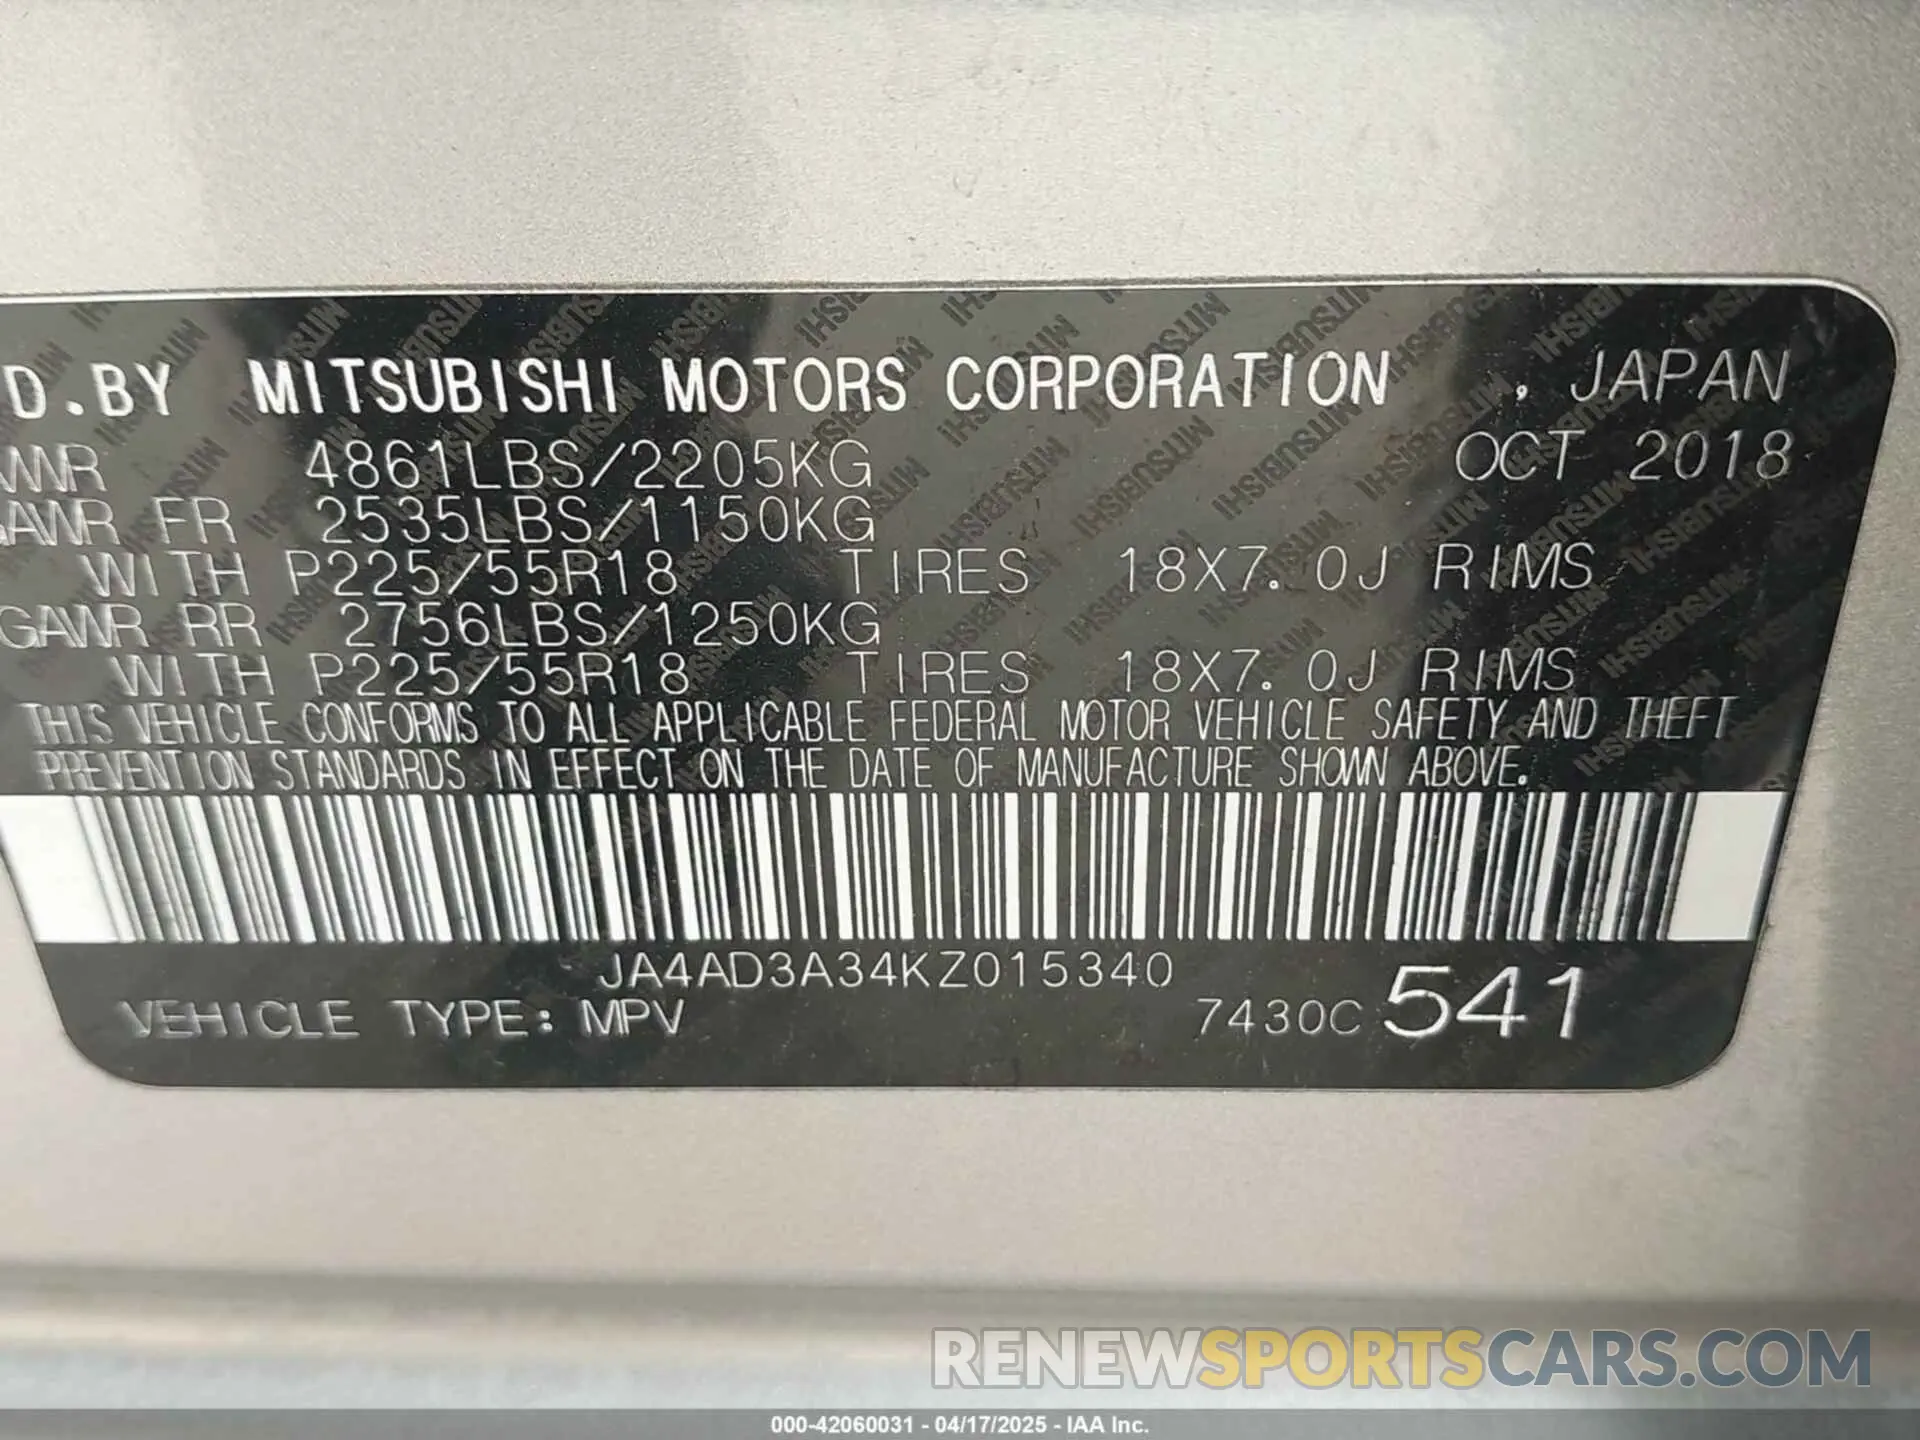 D.BY MITSUBISHI MOTORS CORPORATION , JAPAN
4861LBS/2205KG OCT 2018
GAWR FR 2535LBS/1150KG
WITH P225/55R18 TIRES 18X7.0J RIMS
GAWR RR 2756LBS/1250KG
WITH P225/55R18 TIRES 18X7.0J RIMS
THIS VEHICLE CONFORMS TO ALL APPLICABLE FEDERAL MOTOR VEHICLE SAFETY AND THEFT
PREVENTION STANDARDS IN EFFECT ON THE DATE OF MANUFACTURE SHOWN ABOVE.
JA4AD3A34KZ015340
VEHICLE TYPE: MPV 7430C 541
RENEWSPORTSCARS.COM
000-42060031 - 04/17/2025 - IAA Inc.